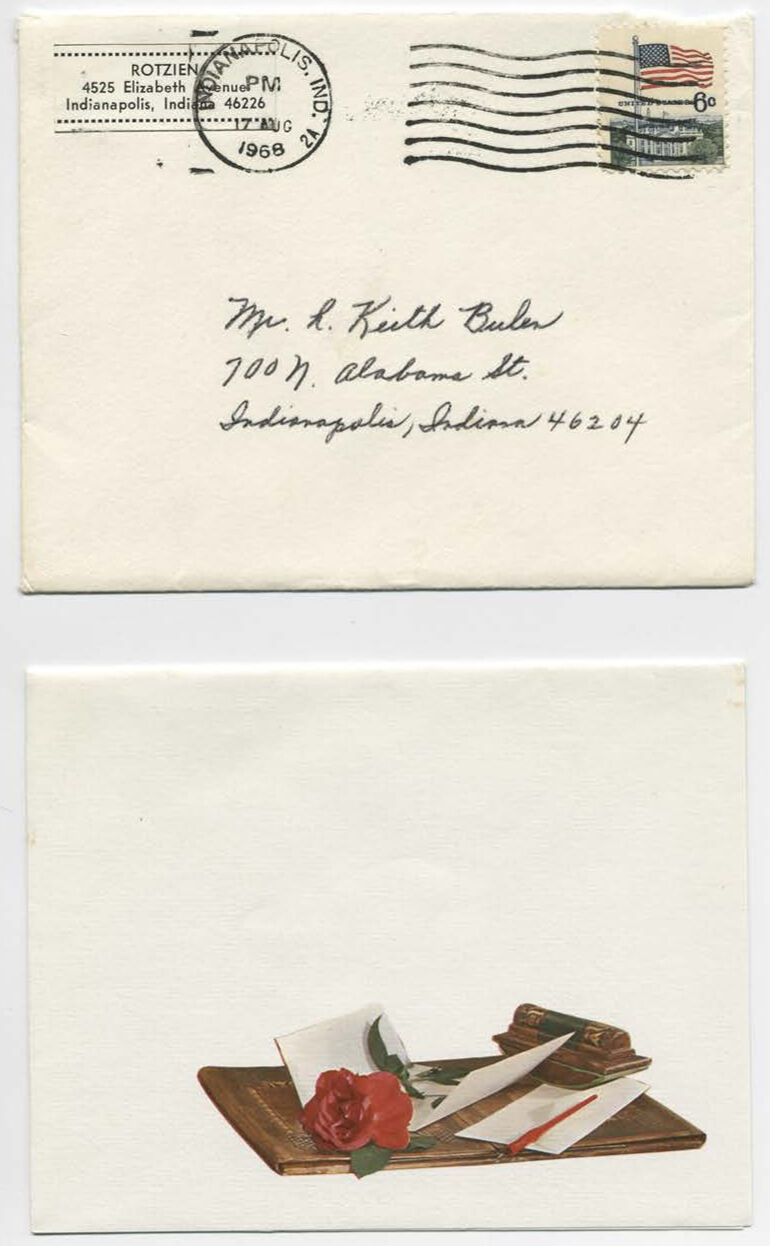 ROTZIEN
4525 Elizabeth Avenue
Indianapolis, Indiana 46226
INDIANAPOLIS, IND.
PM
17 AUG
1968
2A
UNITED STATES 6c
Mr. L. Keith Bulen
700 N. Alabama St.
Indianapolis, Indiana 46204